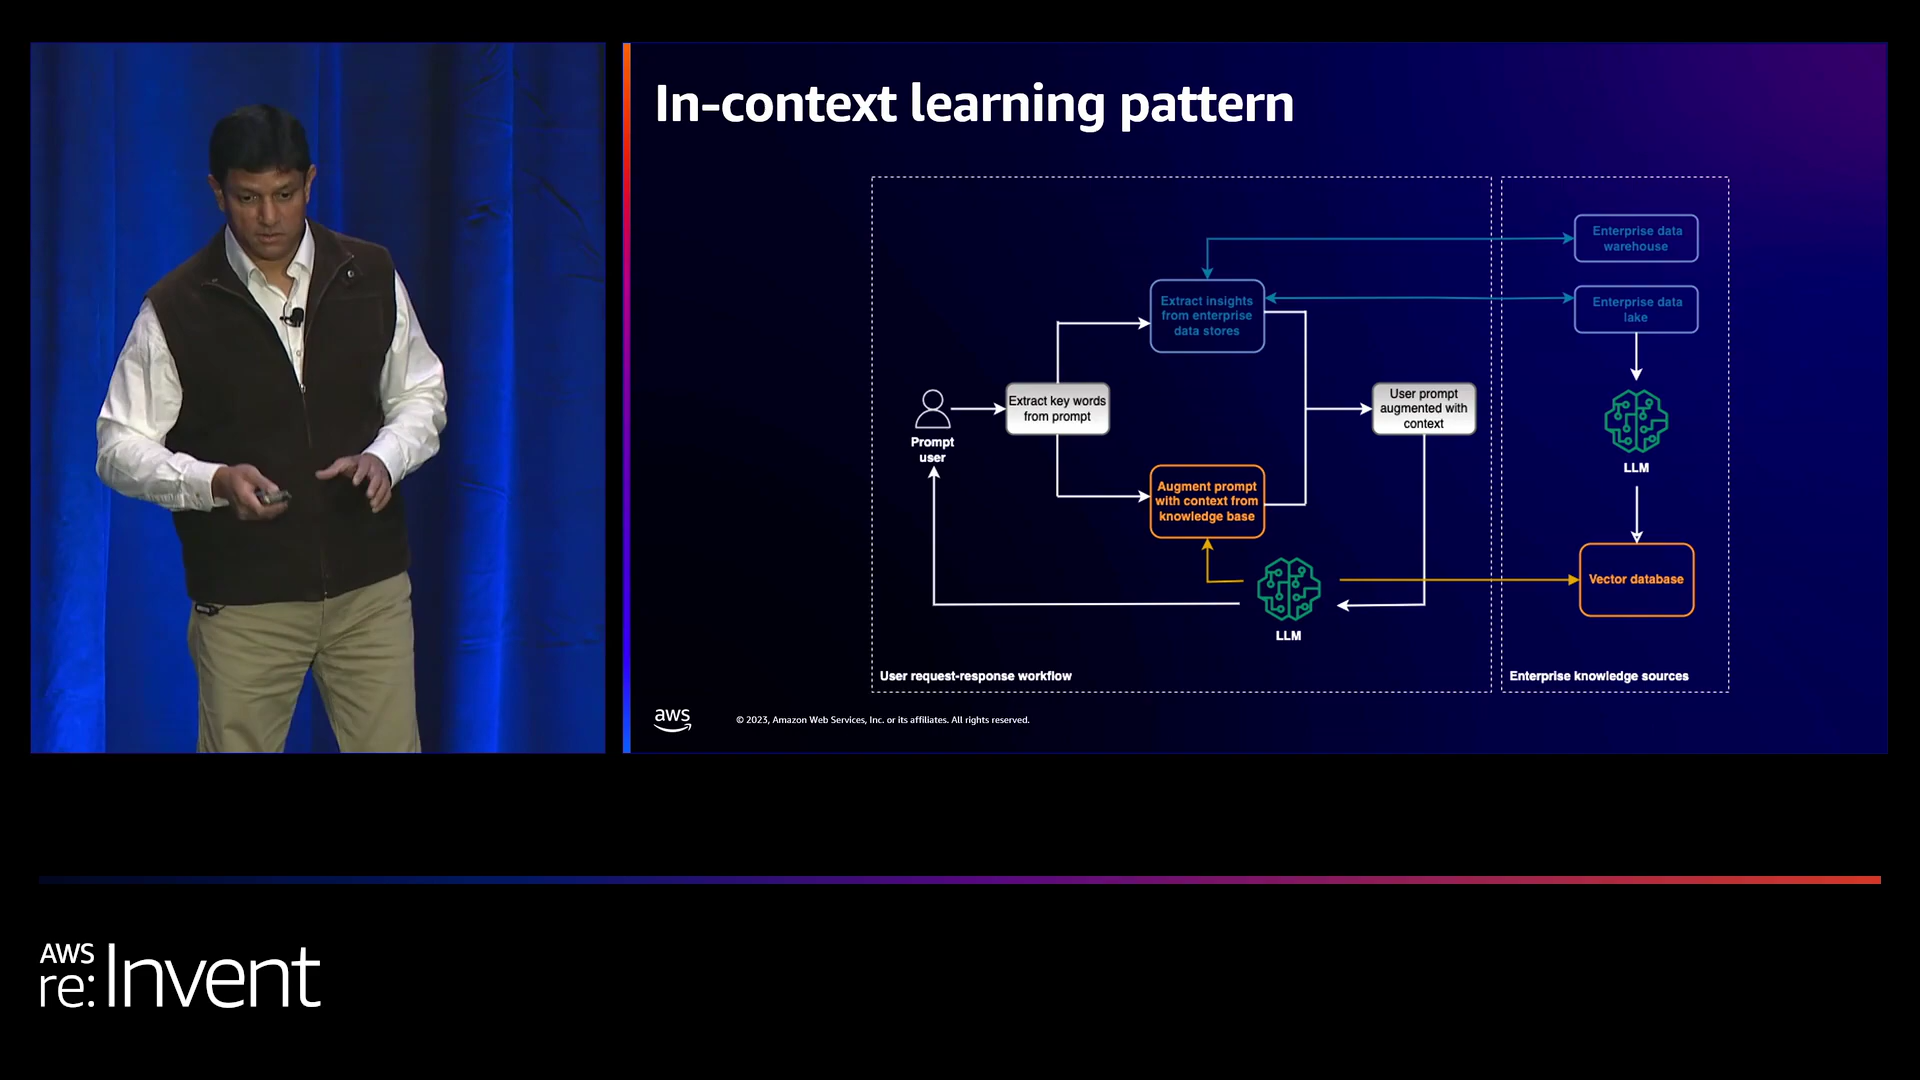 In-context learning pattern
Enterprise data
warehouse
Extract insights
from enterprise
data stores
Enterprise data
lake
Extract key words
from prompt
User prompt
augmented with
context
Prompt
user
LLM
Augment prompt
with context from
knowledge base
Vector database
LLM
User request-response workflow
Enterprise knowledge sources
aws
© 2023, Amazon Web Services, Inc. or its affiliates. All rights reserved.
AWS
re:Invent